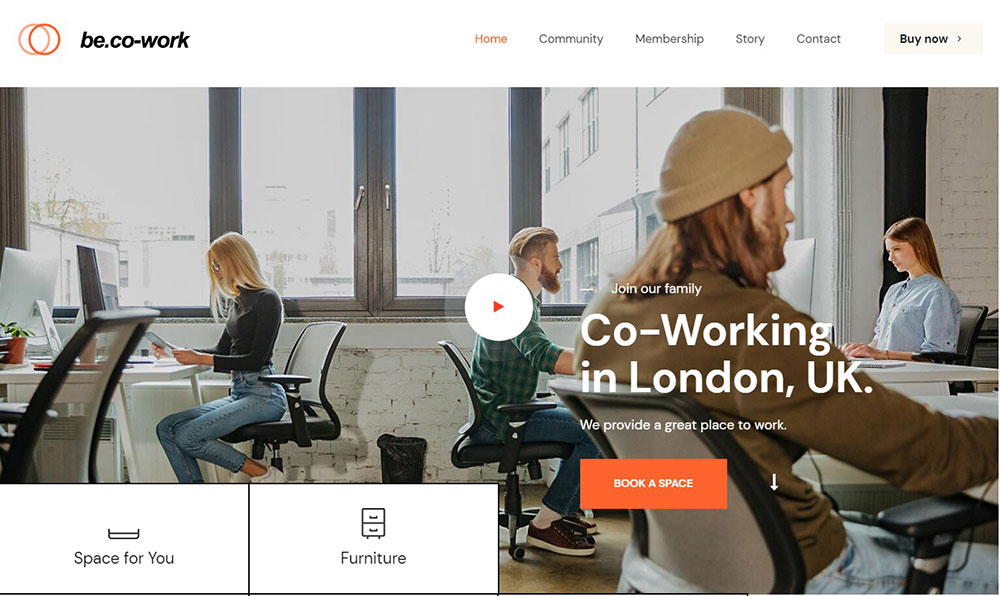 be.co-work
Home
Community
Membership
Story
Contact
Buy now
Join our family
Co-Working
in London, UK.
We provide a great place to work.
BOOK A SPACE
Space for You
Furniture